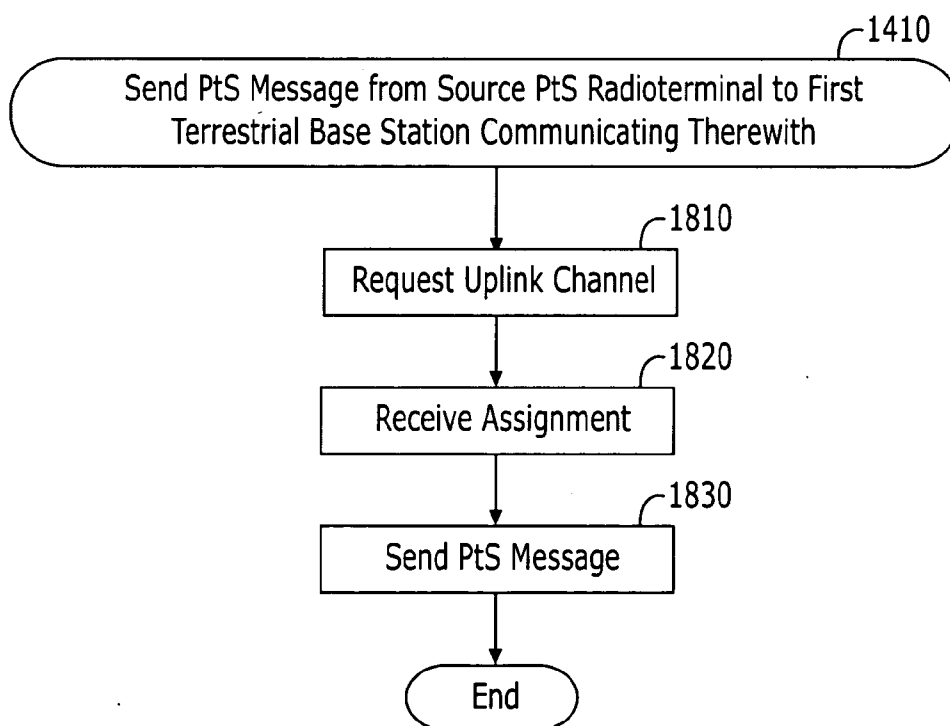 1410
Send PtS Message from Source PtS Radioterminal to First
Terrestrial Base Station Communicating Therewith
1810
Request Uplink Channel
1820
Receive Assignment
1830
Send PtS Message
End